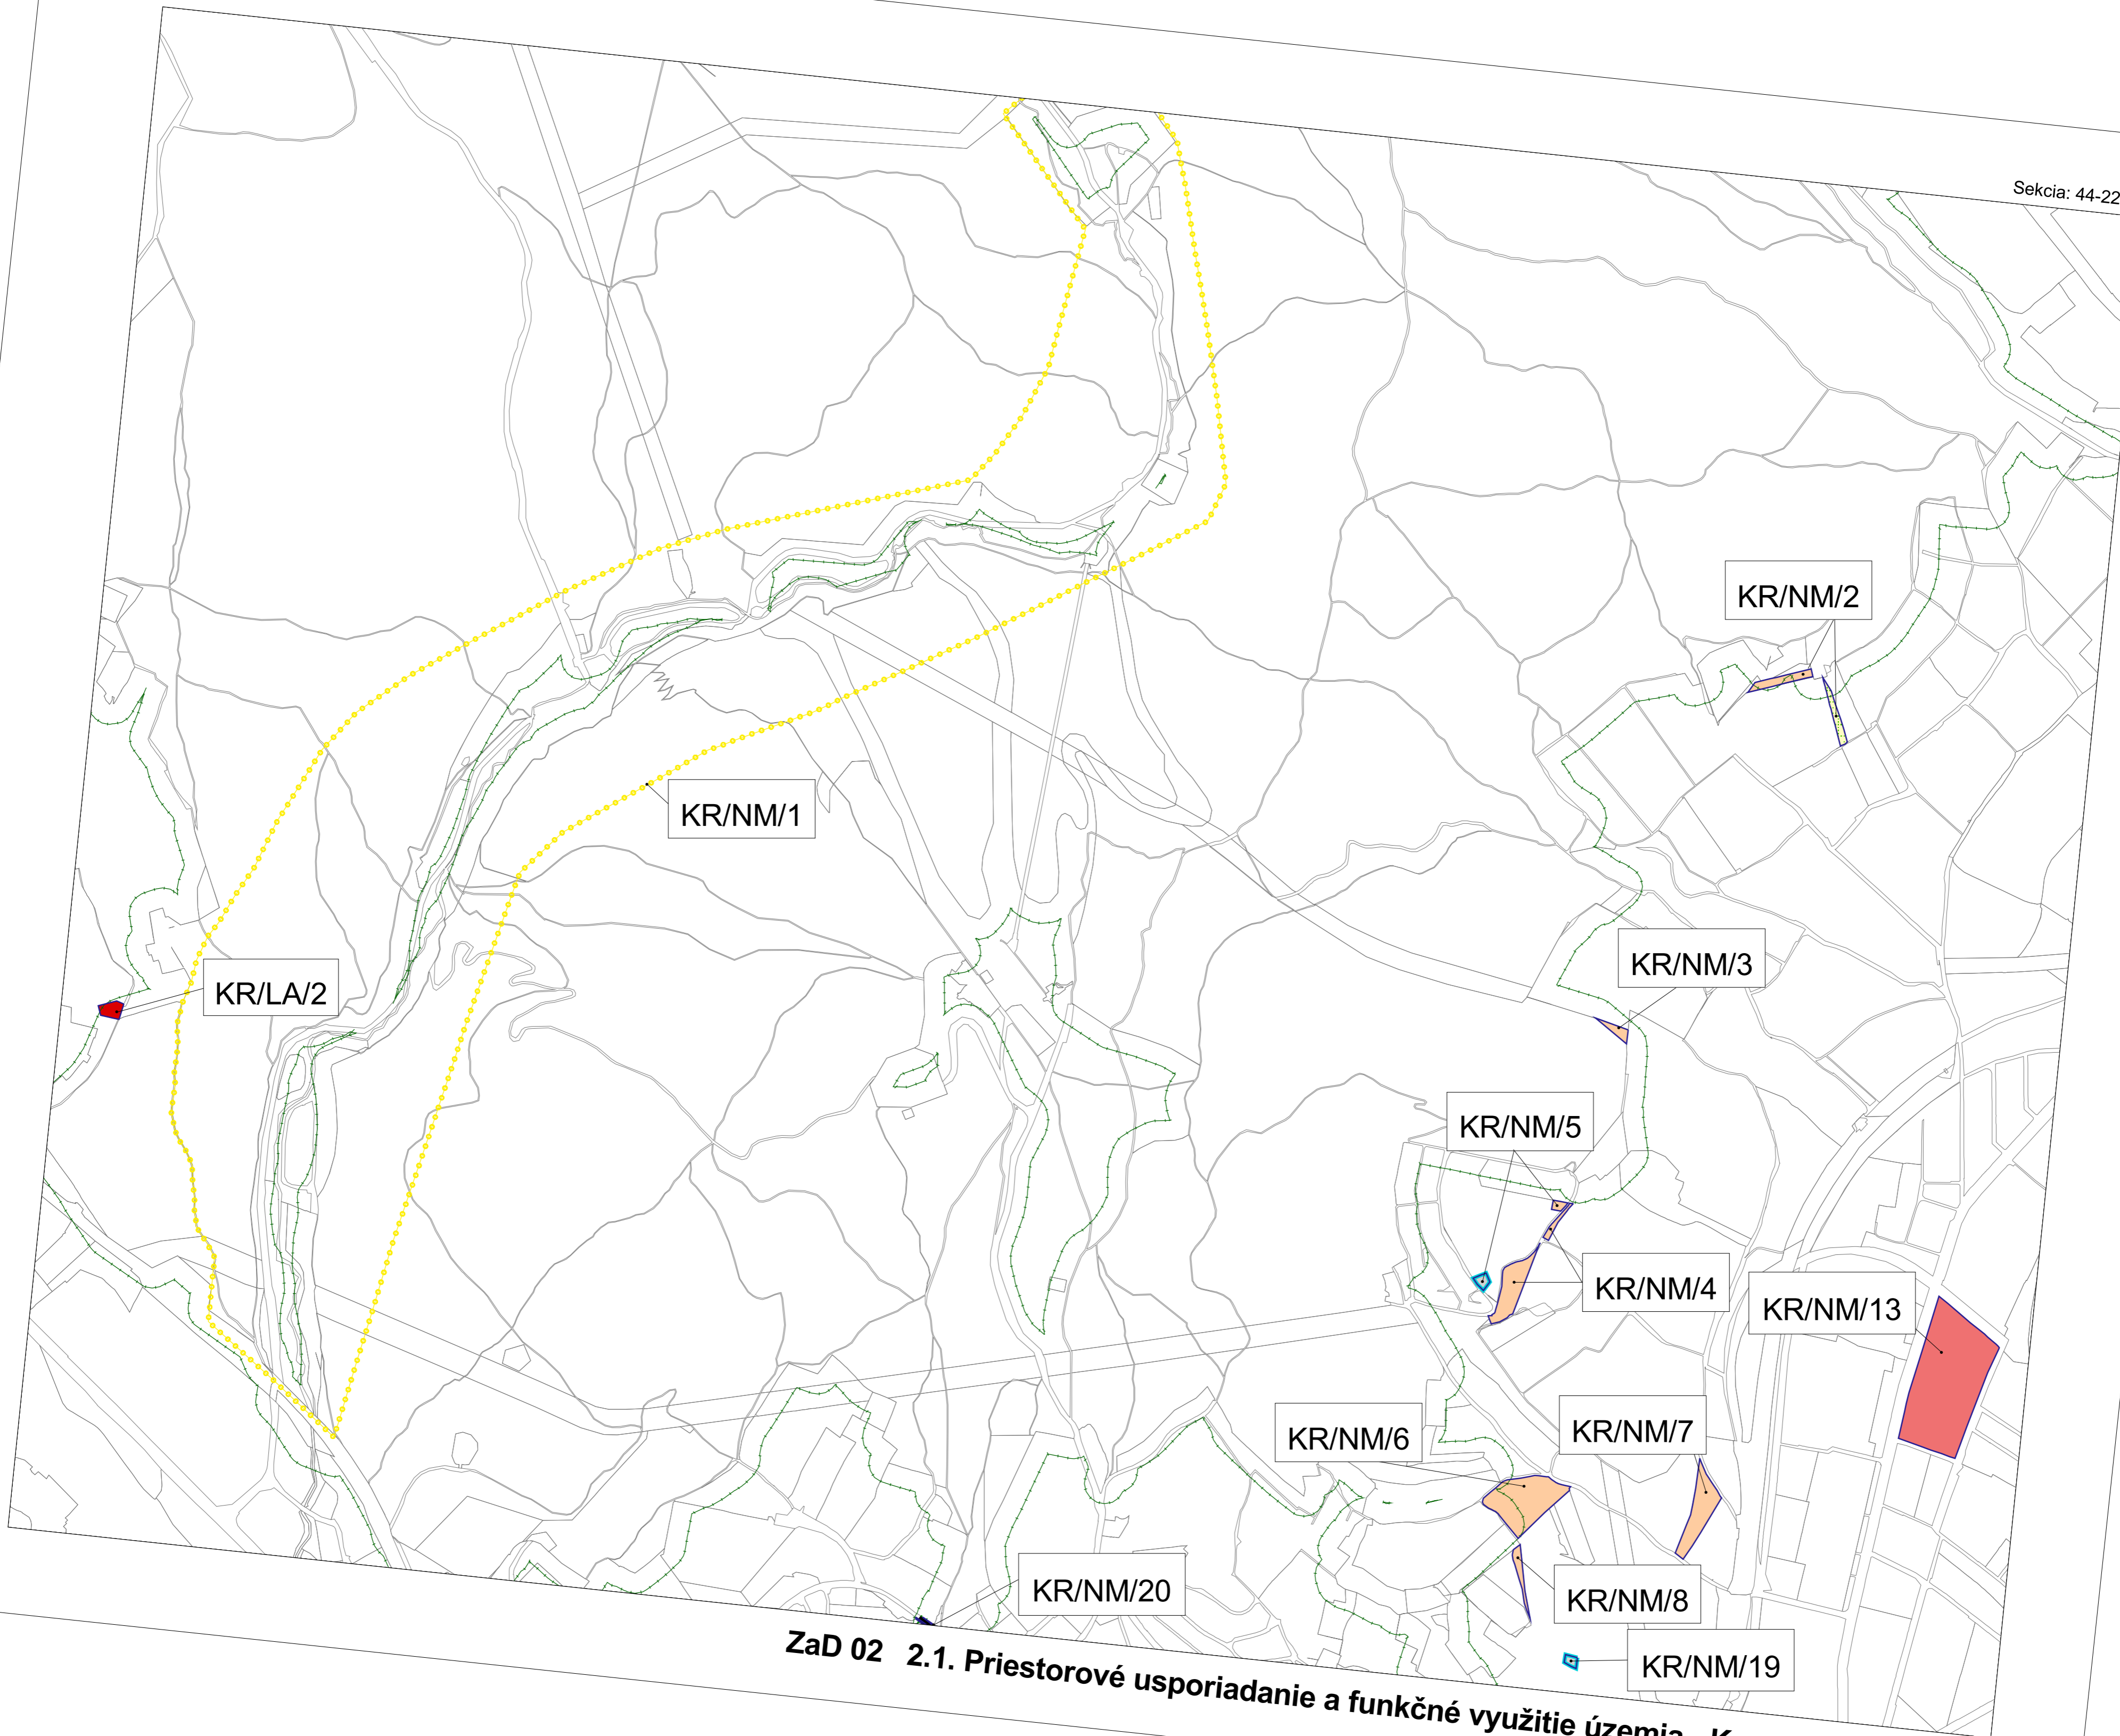 Sekcia: 44-22
KR/NM/2
KR/NM/1
KR/NM/3
KR/LA/2
KR/NM/5
KR/NM/4
KR/NM/13
KR/NM/6
KR/NM/7
KR/NM/20
KR/NM/8
KR/NM/19
ZaD 02 2.1. Priestorové usporiadanie a funkčné využitie územia